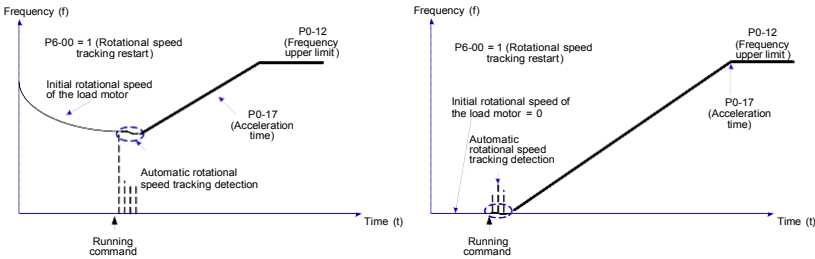 Frequency (f)
P6-00 = 1 (Rotational speed
tracking restart)
P0-12
(Frequency
upper limit)
Initial rotational speed
of the load motor
P0-17
(Acceleration
time)
Automatic rotational
speed tracking detection
Time (t)
Running
command
Frequency (f)
P6-00 = 1 (Rotational speed
tracking restart)
P0-12
(Frequency
upper limit)
Initial rotational speed of
the load motor = 0
P0-17
(Acceleration
time)
Automatic
rotational speed
tracking detection
Time (t)
Running
command